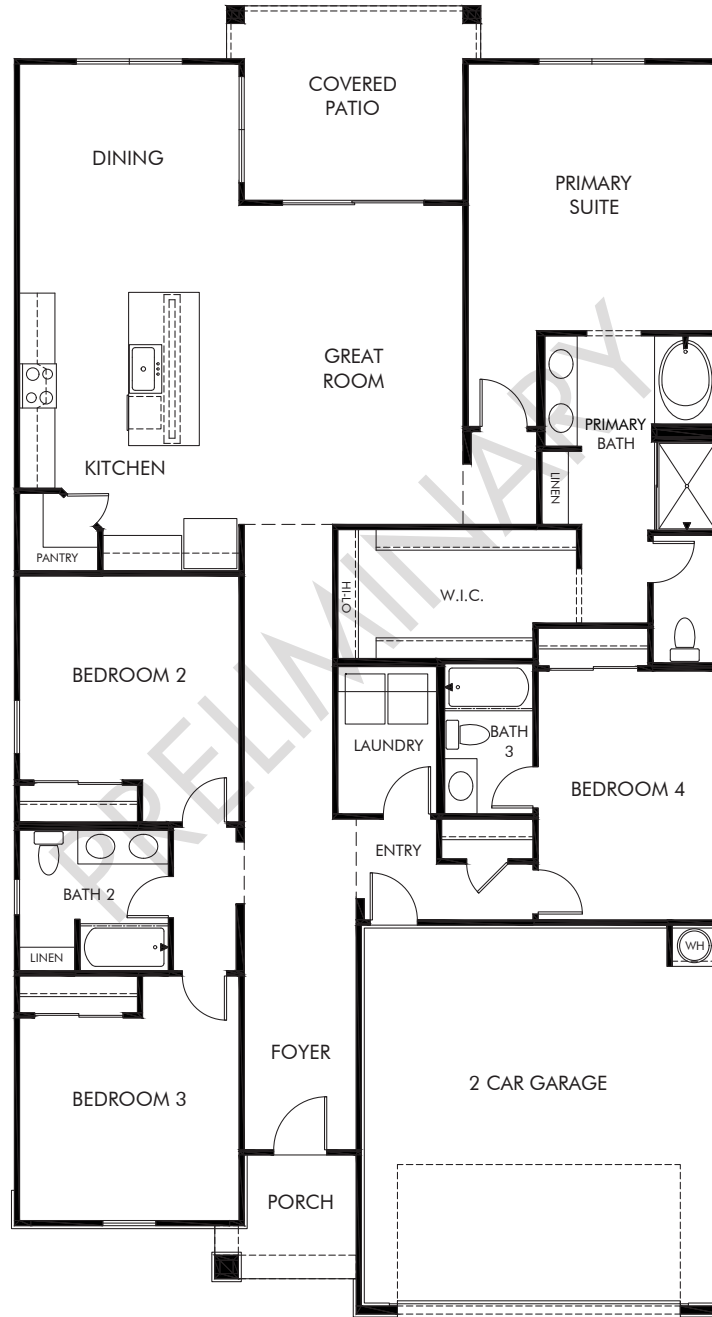 COVERED
PATIO
DINING
PRIMARY
SUITE
GREAT
ROOM
PRIMARY
BATH
KITCHEN
LINEN
PANTRY
HI-LO
W.I.C.
PRELIMINARY
BEDROOM 2
LAUNDRY
BATH
3
BEDROOM 4
ENTRY
BATH 2
LINEN
WH
FOYER
2 CAR GARAGE
BEDROOM 3
PORCH